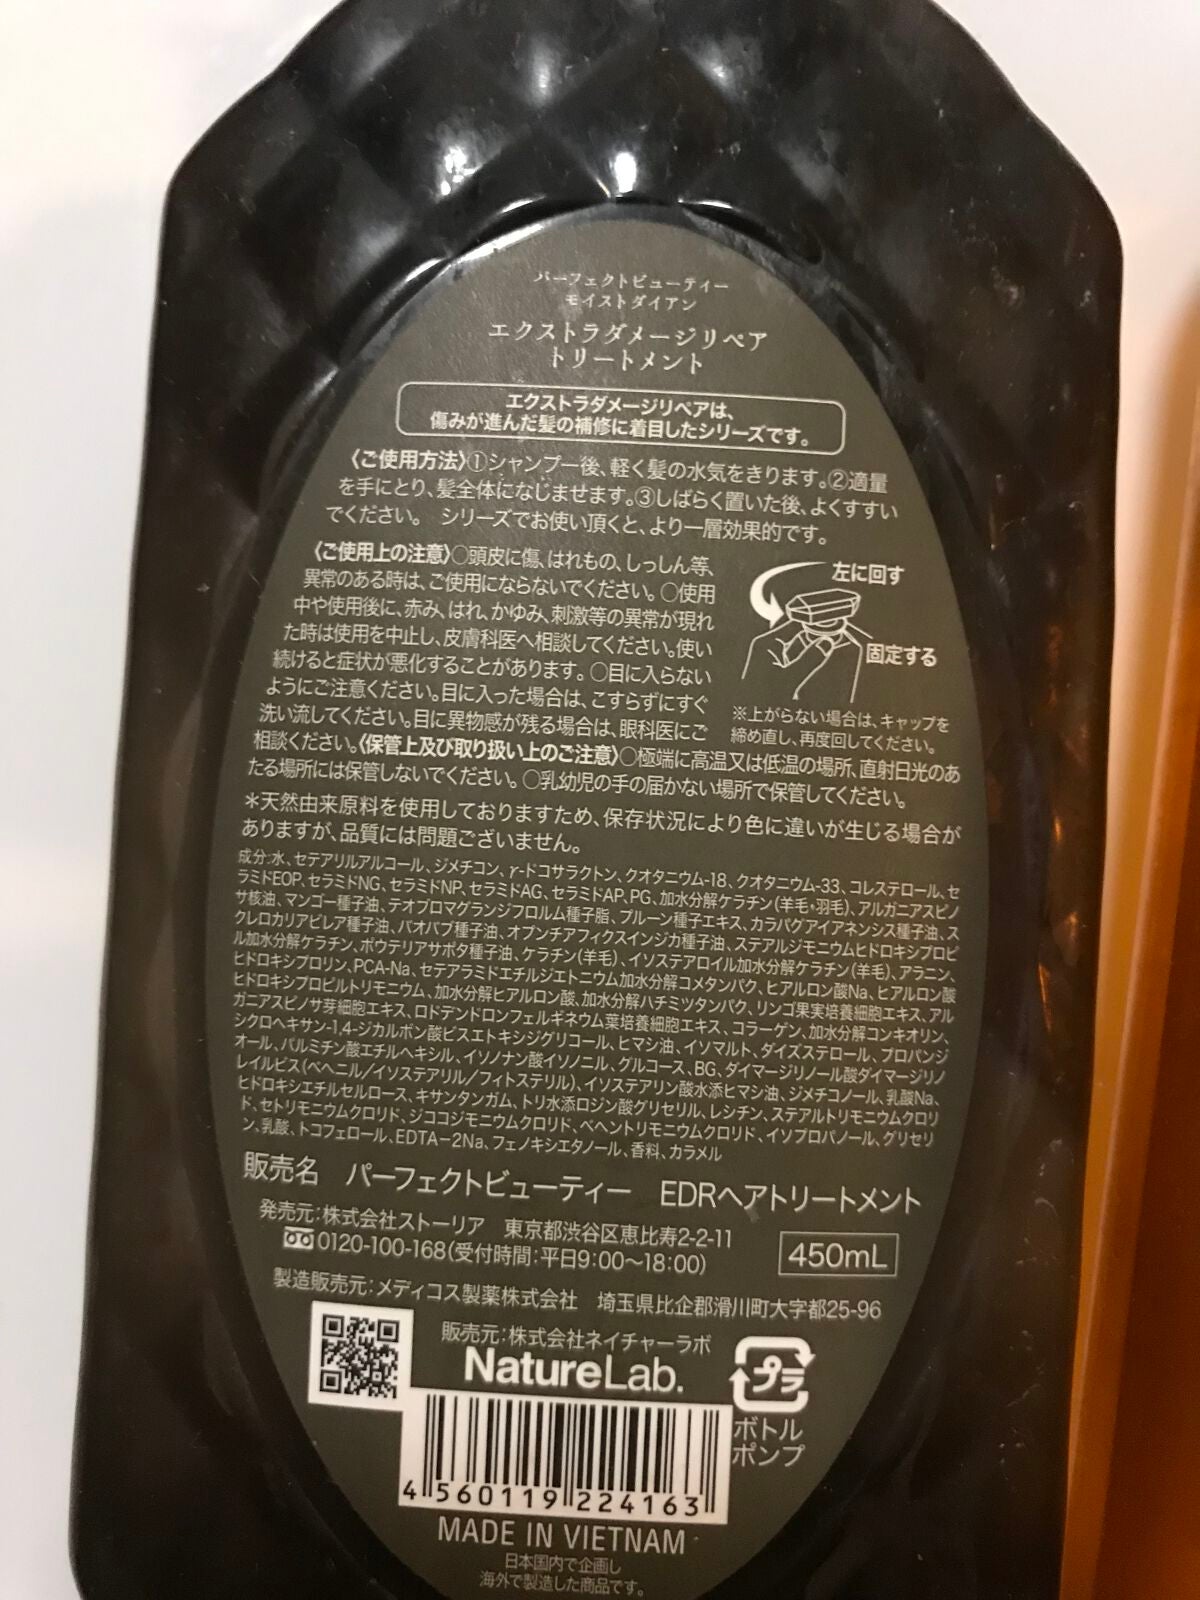 パーフェクトビューティー
モイストダイアン
エクストラダメージリペア
トリートメント
エクストラダメージリペアは、
傷みが進んだ髪の補修に着目したシリーズです。
〈ご使用方法〉①シャンプー後、軽く髪の水気をきります。②適量
を手にとり、髪全体になじませます。③しばらく置いた後、よくすすい
でください。 シリーズでお使い頂くと、より一層効果的です。
〈ご使用上の注意〉○頭皮に傷、はれもの、しっしん等、
異常のある時は、ご使用にならないでください。○使用
中や使用後に、赤み、はれ、かゆみ、刺激等の異常が現れ
た時は使用を中止し、皮膚科医へ相談してください。使い
続けると症状が悪化することがあります。○目に入らない
ようにご注意ください。目に入った場合は、こすらずにすぐ
洗い流してください。目に異物感が残る場合は、眼科医にご
相談ください。〈保管上及び取り扱い上のご注意〉○極端に高温又は低温の場所、直射日光のあ
たる場所には保管しないでください。○乳幼児の手の届かない場所で保管してください。
左に回す
固定する
※上がらない場合は、キャップを
締め直し、再度回してください。
＊天然由来原料を使用しておりますため、保存状況により色に違いが生じる場合が
ありますが、品質には問題ございません。
成分:水、セテアリルアルコール、ジメチコン、γ-ドコサラクトン、クオタニウム-18、クオタニウム-33、コレステロール、セ
ラミドEOP、セラミドNG、セラミドNP、セラミドAG、セラミドAP、PG、加水分解ケラチン(羊毛・羽毛)、アルガニアスピノ
サ核油、マンゴー種子油、テオブロマグランジフロルム種子脂、プルーン種子エキス、カラパグアイアネンシス種子油、ス
クレロカリアビレア種子油、バオバブ種子油、オプンチアフィクスインジカ種子油、ステアルジモニウムヒドロキシプロピ
ル加水分解ケラチン、ポウテリアサポタ種子油、ケラチン(羊毛)、イソステアロイル加水分解ケラチン(羊毛)、アラニン、
ヒドロキシプロリン、PCA-Na、セテアラミドエチルジエトニウム加水分解コメタンパク、ヒアルロン酸Na、ヒアルロン酸
ヒドロキシプロピルトリモニウム、加水分解ヒアルロン酸、加水分解ハチミツタンパク、リンゴ果実培養細胞エキス、アル
ガニアスピノサ芽細胞エキス、ロドデンドロンフェルギネウム葉培養細胞エキス、コラーゲン、加水分解コンキオリン、
シクロヘキサン-1,4-ジカルボン酸ビスエトキシジグリコール、ヒマシ油、イソマルト、ダイズステロール、プロパンジ
オール、パルミチン酸エチルヘキシル、イソノナン酸イソノニル、グルコース、BG、ダイマージリノール酸ダイマージリノ
レイルビス(ベヘニル/イソステアリル/フィトステリル)、イソステアリン酸水添ヒマシ油、ジメチコノール、乳酸Na、
ヒドロキシエチルセルロース、キサンタンガム、トリ水添ロジン酸グリセリル、レシチン、ステアルトリモニウムクロリ
ド、セトリモニウムクロリド、ジココジモニウムクロリド、ベヘントリモニウムクロリド、イソプロパノール、グリセリ
ン、乳酸、トコフェロール、EDTA-2Na、フェノキシエタノール、香料、カラメル
販売名 パーフェクトビューティー EDRヘアトリートメント
発売元:株式会社ストーリア 東京都渋谷区恵比寿2-2-11
0120-100-168(受付時間:平日9:00〜18:00)
450mL
製造販売元:メディコス製薬株式会社 埼玉県比企郡滑川町大字都25-96
販売元:株式会社ネイチャーラボ
NatureLab.
プラ
ボトル
ポンプ
4 560119 224163
MADE IN VIETNAM
日本国内で企画し
海外で製造した商品です。